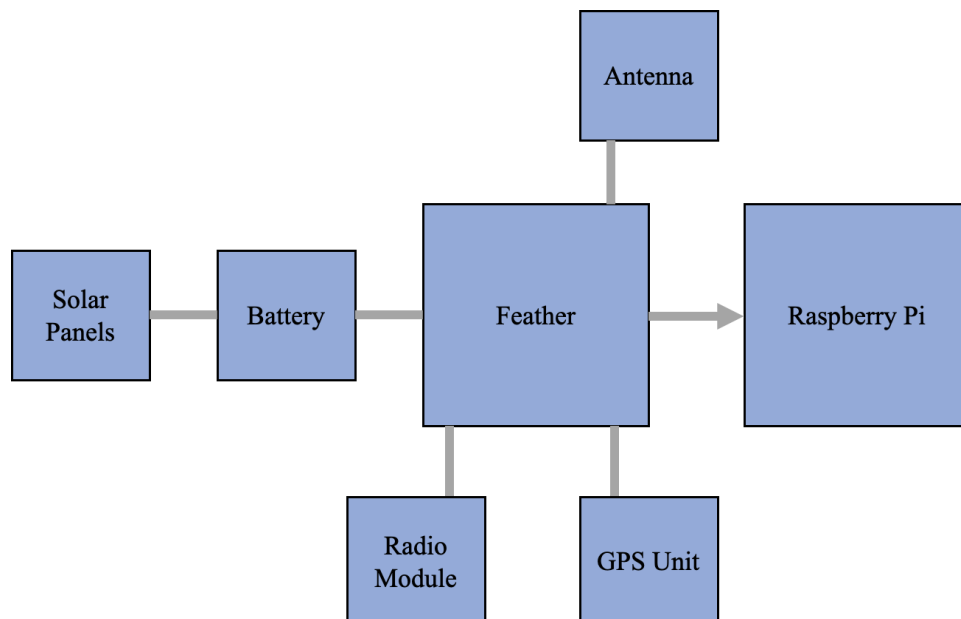 Antenna
Solar
Panels
Battery
Feather
Raspberry Pi
Radio
Module
GPS Unit